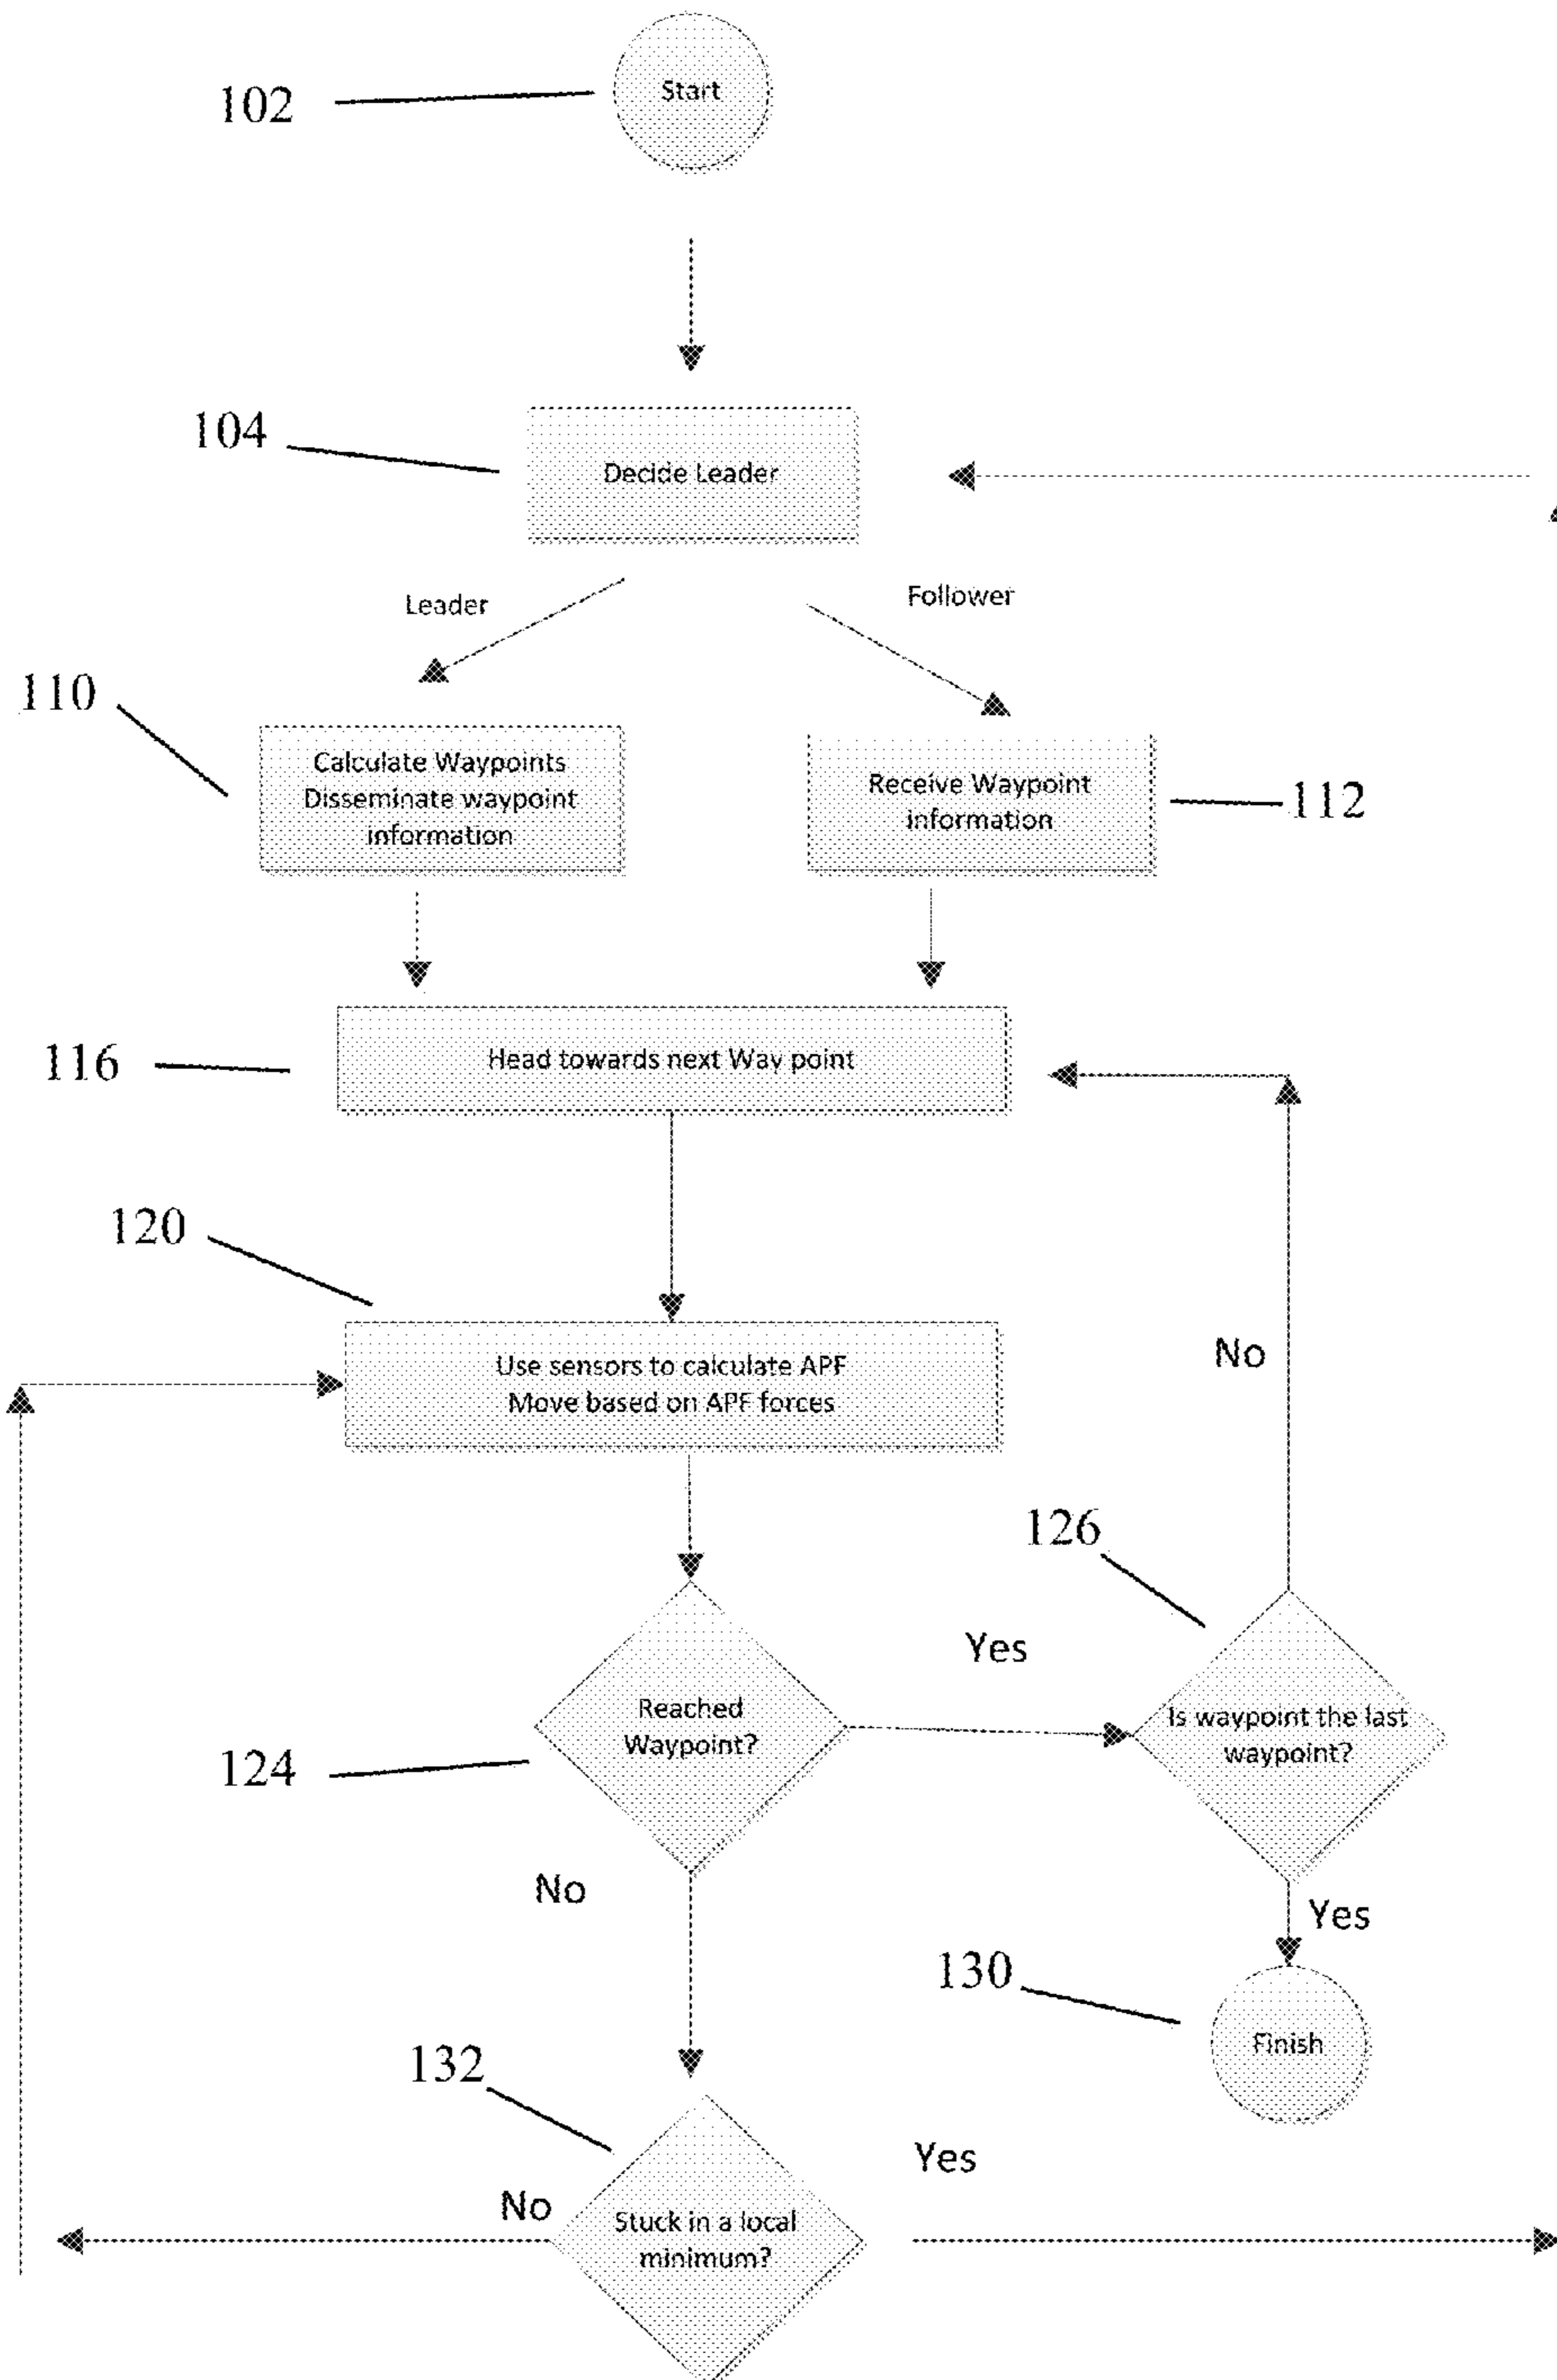 102
Start
104
Decide Leader
Leader
Follower
110
Calculate Waypoints
Disseminate waypoint
information
Receive Waypoint
information
112
116
Head towards next Way point
120
Use sensors to calculate APF
Move based on APF forces
No
126
Yes
Reached
Waypoint?
Is waypoint the last
waypoint?
124
No
Yes
130
Finish
132
Yes
No
Stuck in a local
minimum?